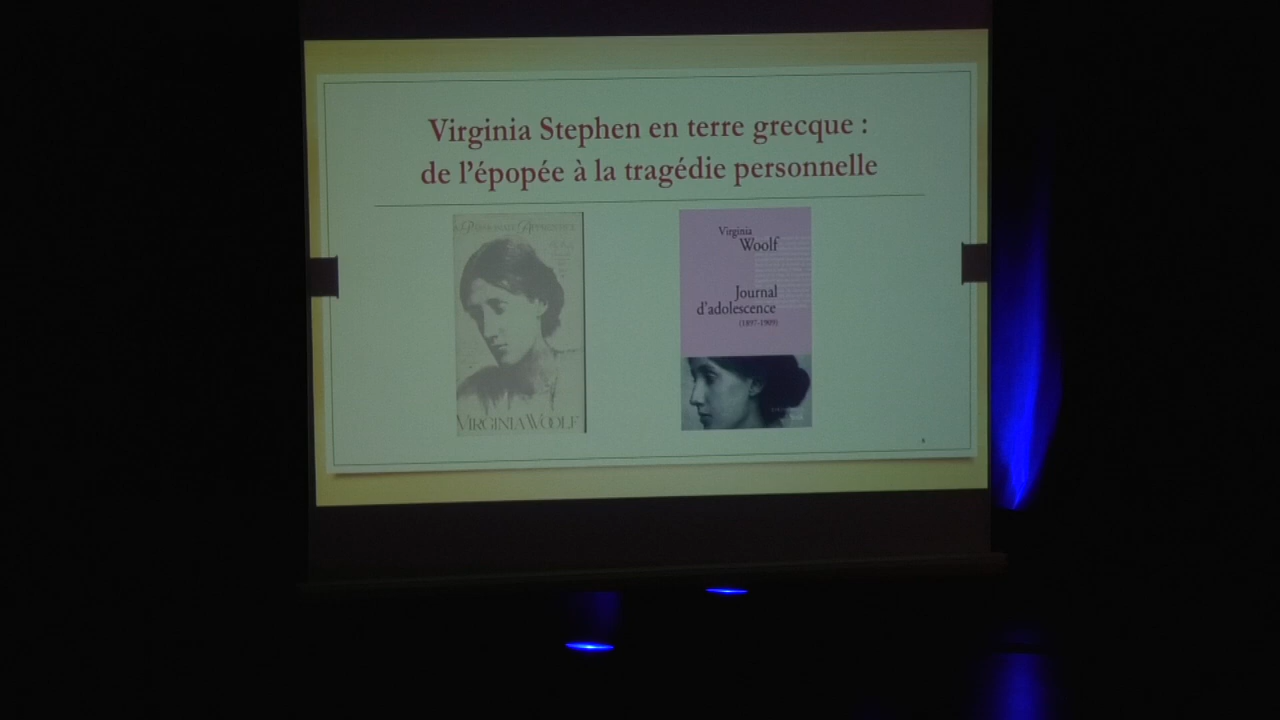 Virginia Stephen en terre grecque :
de l'épopée à la tragédie personnelle
VIRGINIA WOOLF
Virginia
Woolf
Journal
d'adolescence
(1897-1909)